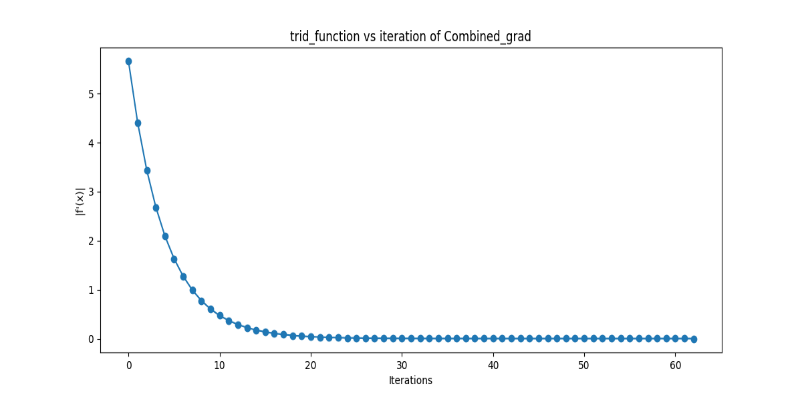 trid_function vs iteration of Combined_grad
5
4
3
2
1
0
|f'(x)|
0 10 20 30 40 50 60
Iterations